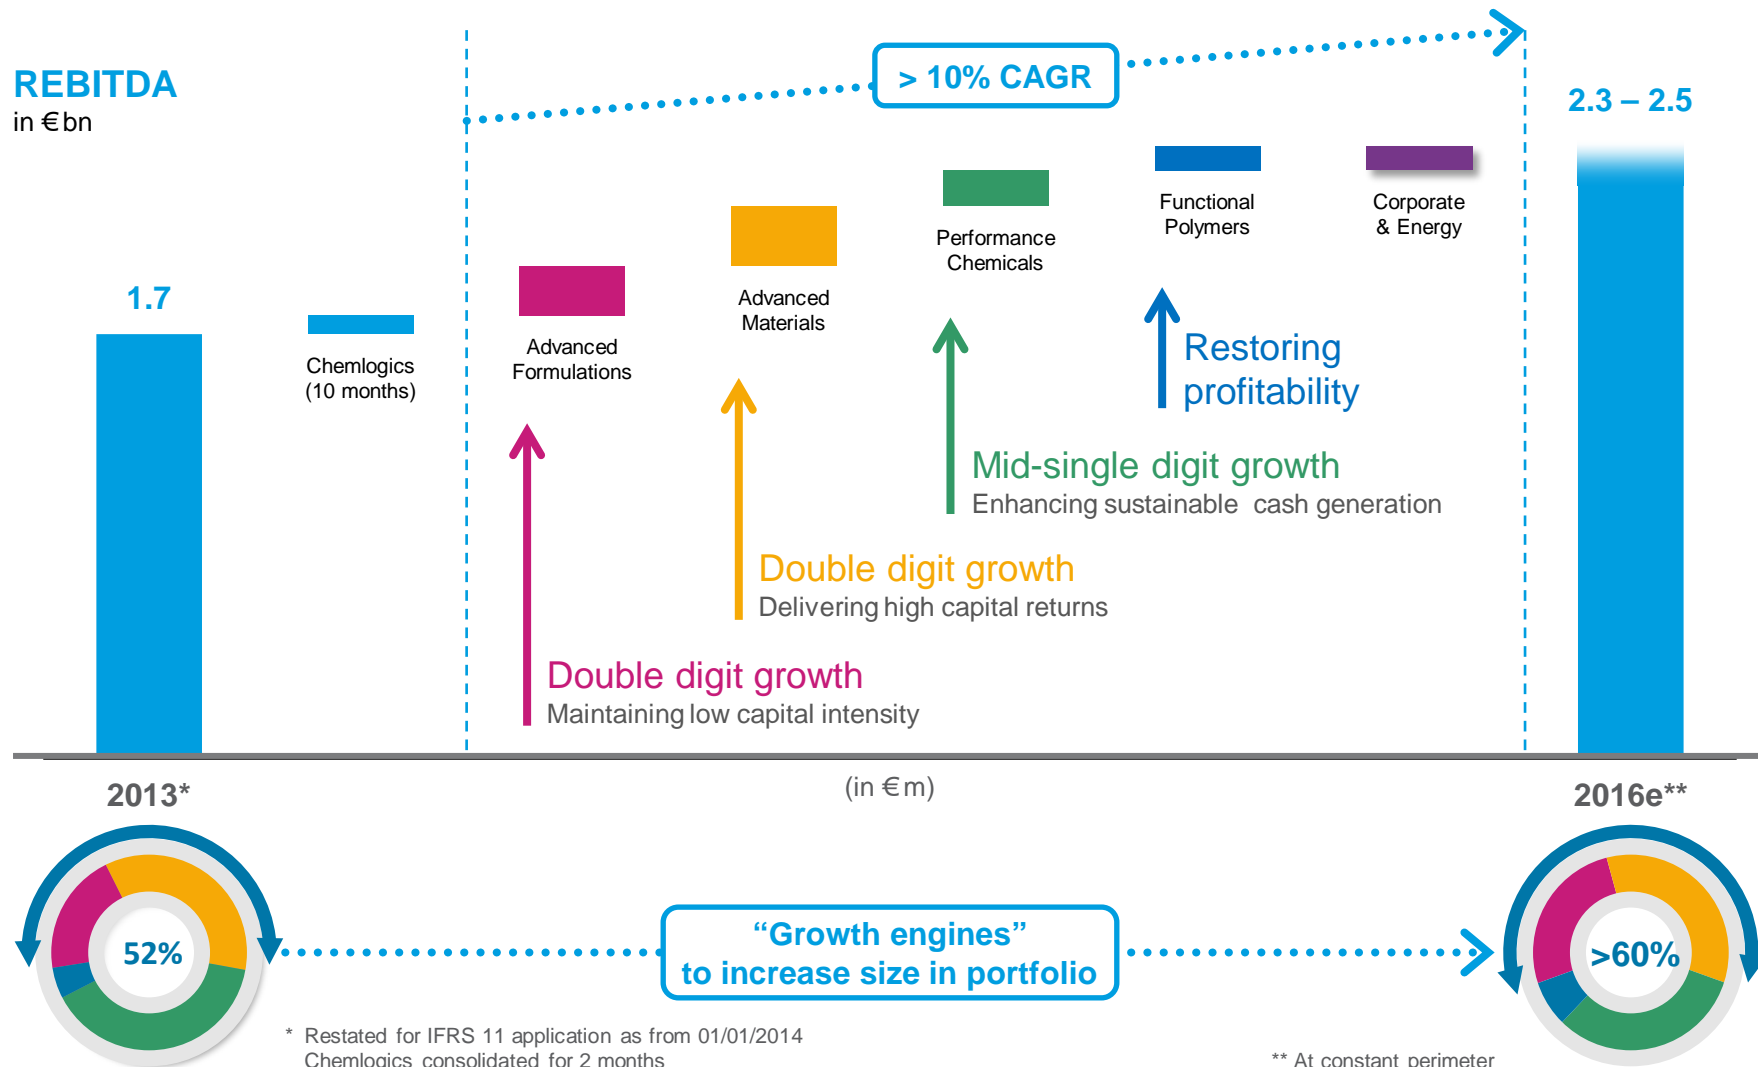 REBITDA
in € bn
> 10% CAGR
2.3 – 2.5
1.7
Chemlogics
(10 months)
Advanced
Formulations
Advanced
Materials
Performance
Chemicals
Functional
Polymers
Corporate
& Energy
Restoring
profitability
Mid-single digit growth
Enhancing sustainable cash generation
Double digit growth
Delivering high capital returns
Double digit growth
Maintaining low capital intensity
2013*
(in € m)
2016e**
52%
“Growth engines”
to increase size in portfolio
>60%
* Restated for IFRS 11 application as from 01/01/2014
Chemlogics consolidated for 2 months
** At constant perimeter